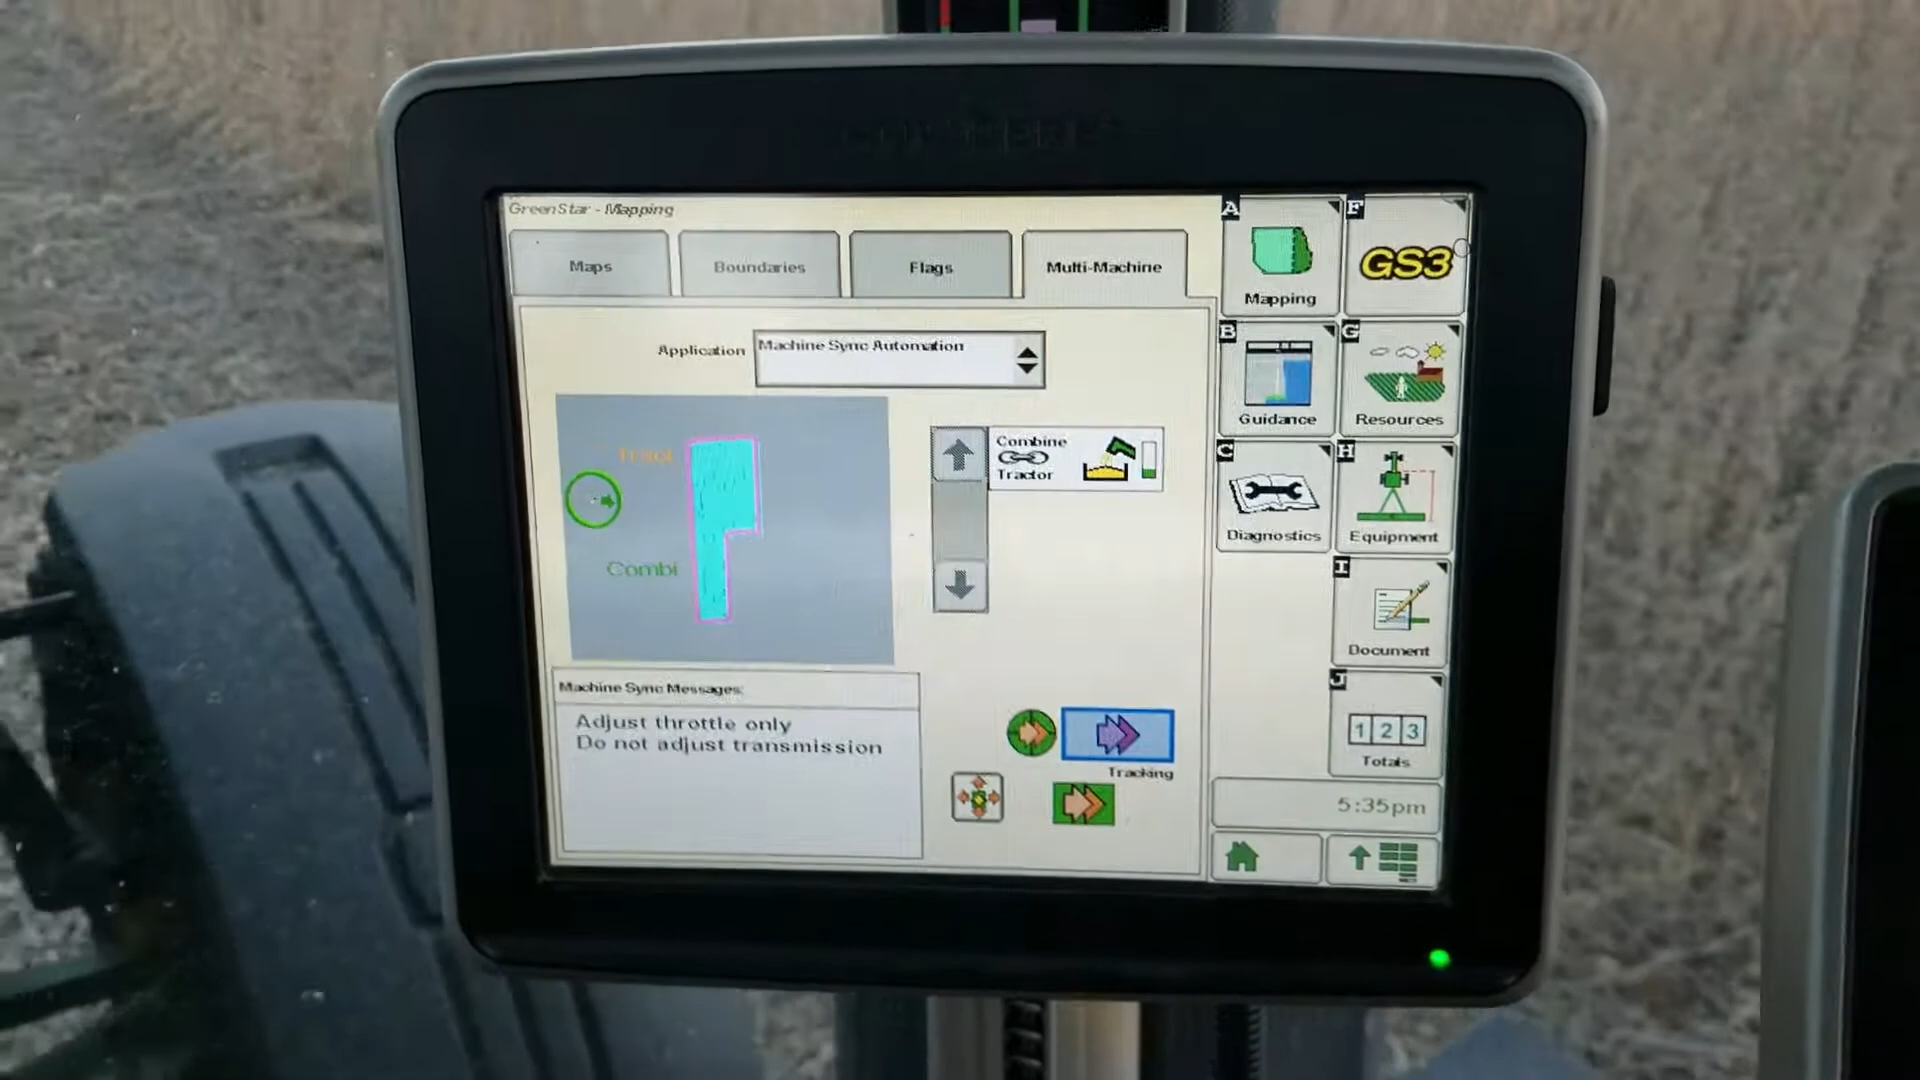 GreenStar - Mapping
Maps
Boundaries
Flags
Multi-Machine
Application
Machine Sync Automation
Tract
Combi
Combine
Tractor
Machine Sync Messages:
Adjust throttle only
Do not adjust transmission
Tracking
A
Mapping
F
GS3
B
Guidance
G
Resources
C
Diagnostics
H
Equipment
I
Document
J
1 2 3
Totals
5:35pm